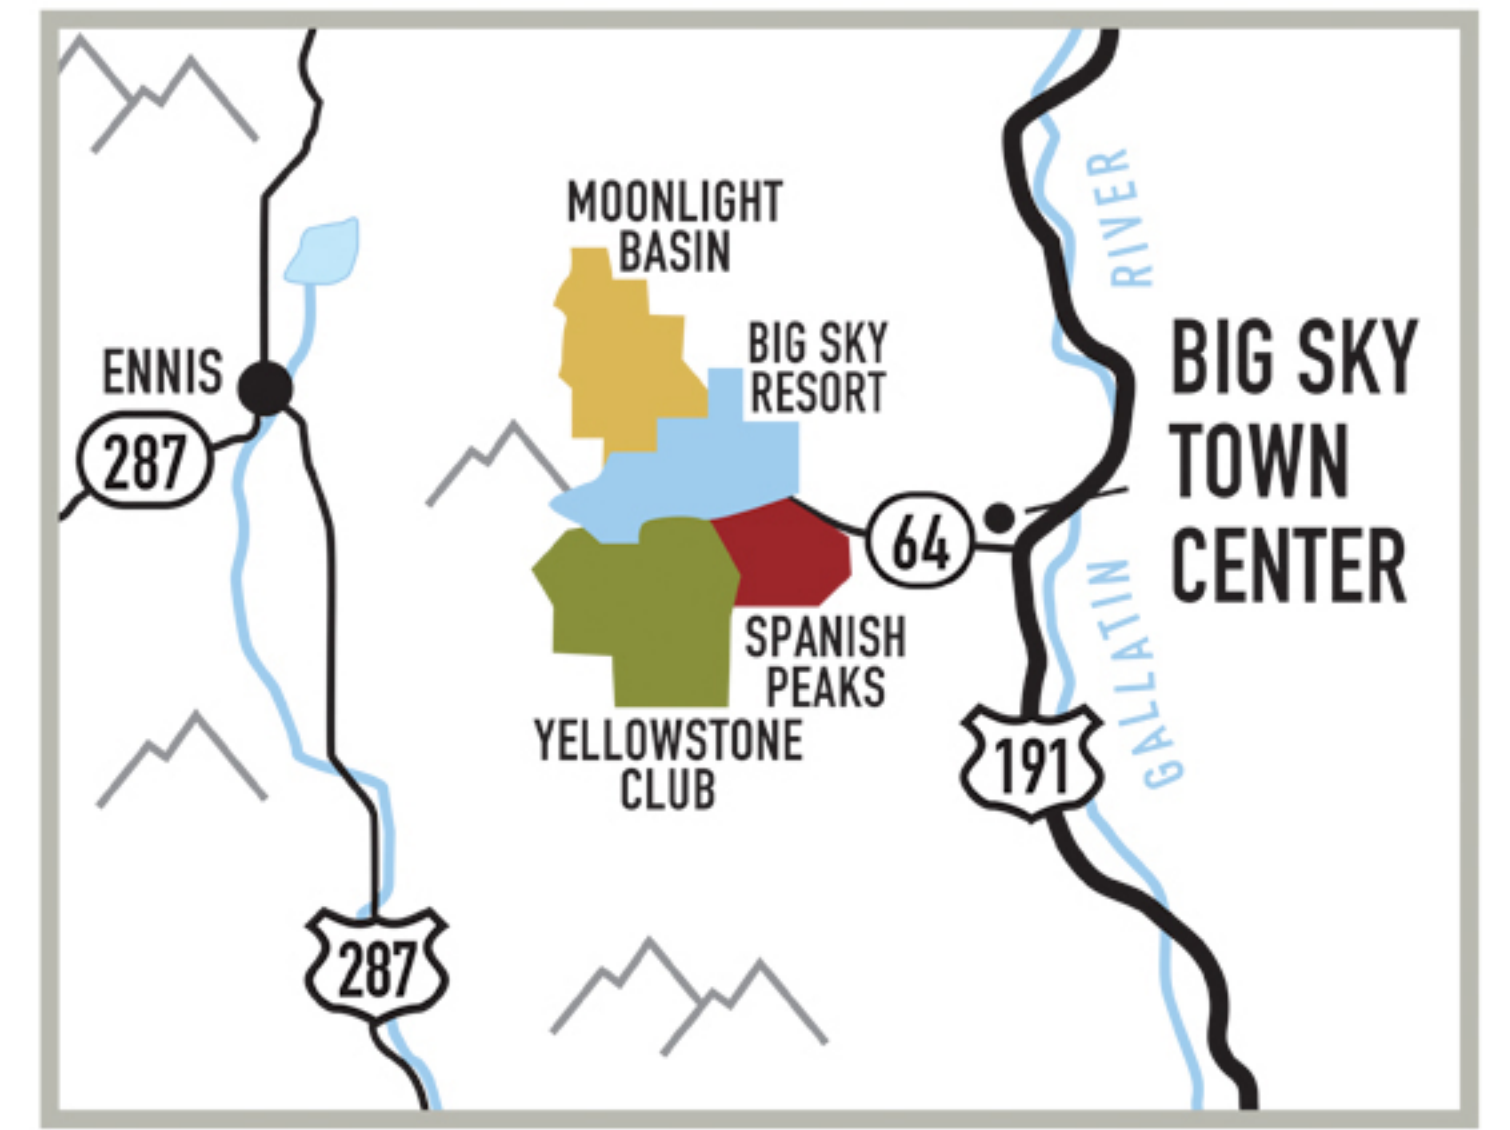 MOONLIGHT
BASIN
RIVER
BIG SKY
RESORT
ENNIS
287
BIG SKY
TOWN
CENTER
64
SPANISH
PEAKS
GALLATIN
YELLOWSTONE
CLUB
191
287